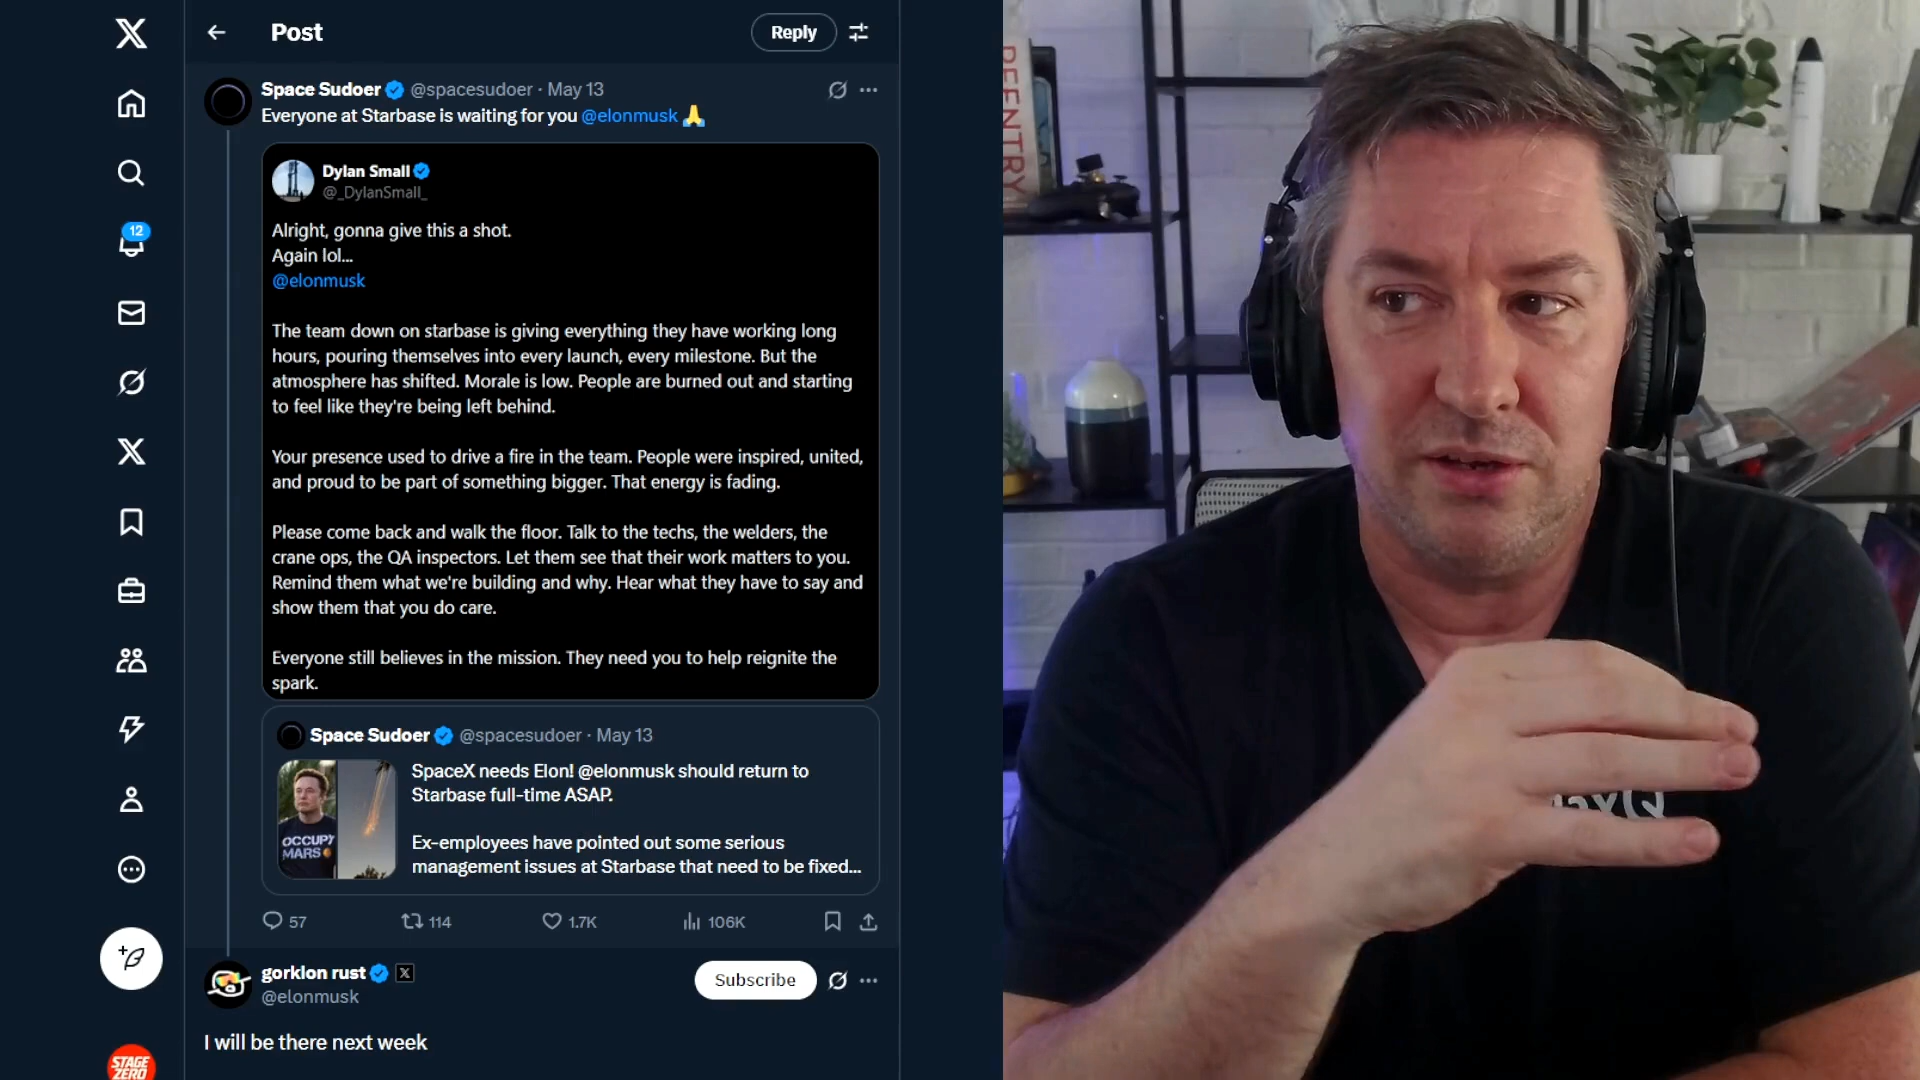 Post
Reply
Space Sudoer @spacesudoer · May 13
Everyone at Starbase is waiting for you @elonmusk 🙏
12
Dylan Small
@_DylanSmall_
Alright, gonna give this a shot.
Again lol...
@elonmusk
The team down on starbase is giving everything they have working long
hours, pouring themselves into every launch, every milestone. But the
atmosphere has shifted. Morale is low. People are burned out and starting
to feel like they're being left behind.
Your presence used to drive a fire in the team. People were inspired, united,
and proud to be part of something bigger. That energy is fading.
Please come back and walk the floor. Talk to the techs, the welders, the
crane ops, the QA inspectors. Let them see that their work matters to you.
Remind them what we're building and why. Hear what they have to say and
show them that you do care.
Everyone still believes in the mission. They need you to help reignite the
spark.
Space Sudoer @spacesudoer · May 13
SpaceX needs Elon! @elonmusk should return to
Starbase full-time ASAP.
Ex-employees have pointed out some serious
management issues at Starbase that need to be fixed...
OCCUPY
MARS
57 114 1.7K 106K
gorklon rust
@elonmusk
Subscribe
I will be there next week
STAGE
ZERO
REENTRY